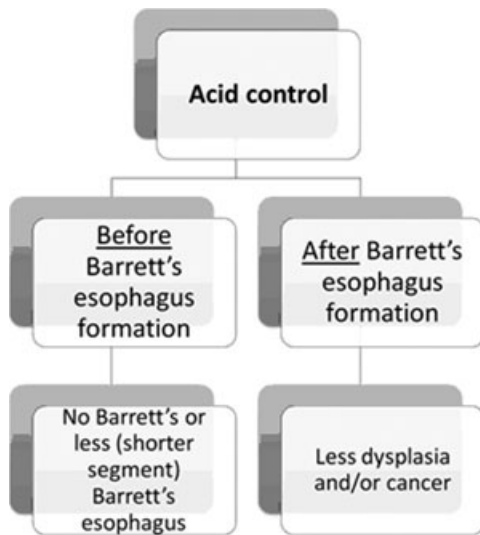 Acid control
Before
Barrett's
esophagus
formation
After Barrett's
esophagus
formation
No Barrett's or
less (shorter
segment)
Barrett's
esophagus
Less dysplasia
and/or cancer